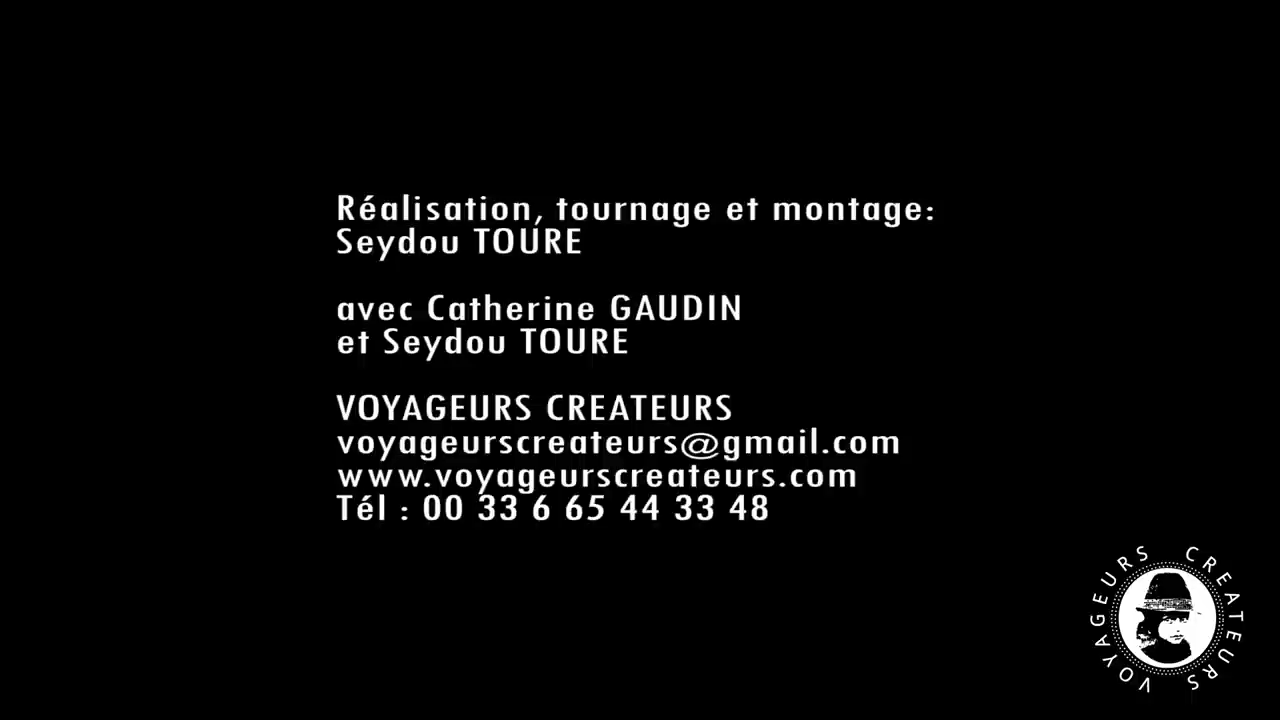 Réalisation, tournage et montage:
Seydou TOURE
avec Catherine GAUDIN
et Seydou TOURE
VOYAGEURS CREATEURS
voyageurscreateurs@gmail.com
www.voyageurscreateurs.com
Tél : 00 33 6 65 44 33 48
VOYAGEURS CREATEURS